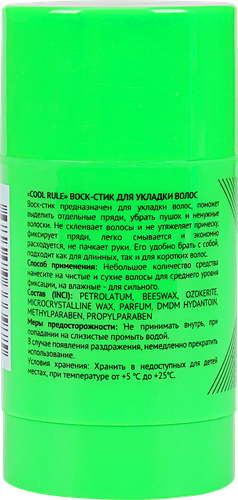 «COOL RULE» ВОСК-СТИК ДЛЯ УКЛАДКИ ВОЛОС
Воск-стик предназначен для укладки волос, поможет
выделить отдельные пряди, убрать пушок и ненужные
волоски. Не склеивает волосы и не утяжеляет прическу,
фиксирует пряди, легко смывается и экономно
расходуется, не пачкает руки. Его удобно брать с собой,
подходит как для длинных, так и для коротких волос.
Способ применения: Небольшое количество средства
нанесите на чистые и сухие волосы для среднего уровня
фиксации, на влажные - для сильного.
Состав (INCI): PETROLATUM, BEESWAX, OZOKERITE,
MICROCRYSTALLINE WAX, PARFUM, DMDM HYDANTOIN,
METHYLPARABEN, PROPYLPARABEN
Меры предосторожности: Не принимать внутрь, при
попадании на слизистые промыть водой.
В случае появления раздражения, немедленно прекратить
использование.
Условия хранения: Хранить в недоступных для детей
местах, при температуре от +5 °C до +25°C.